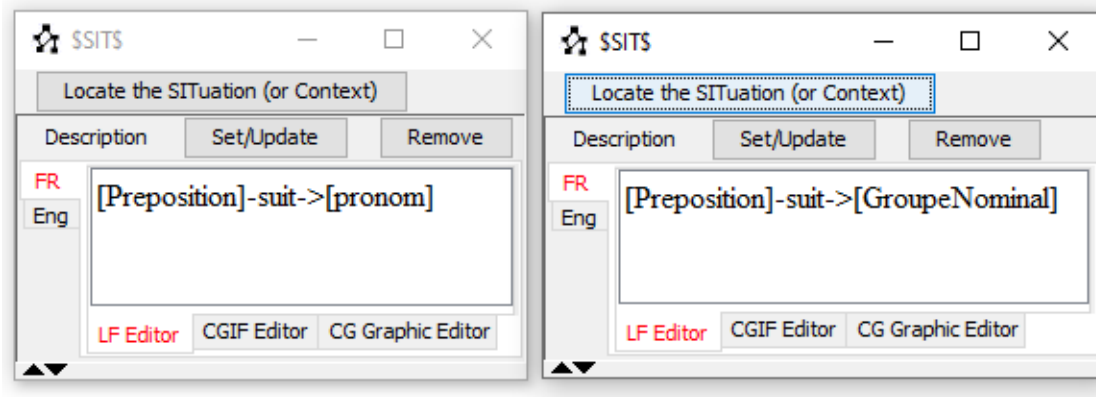 $SIT$
Locate the SITuation (or Context)
Description Set/Update Remove
FR
Eng
[Preposition]-suit->[pronom]
LF Editor CGIF Editor CG Graphic Editor
$SIT$
Locate the SITuation (or Context)
Description Set/Update Remove
FR
Eng
[Preposition]-suit->[GroupeNominal]
LF Editor CGIF Editor CG Graphic Editor